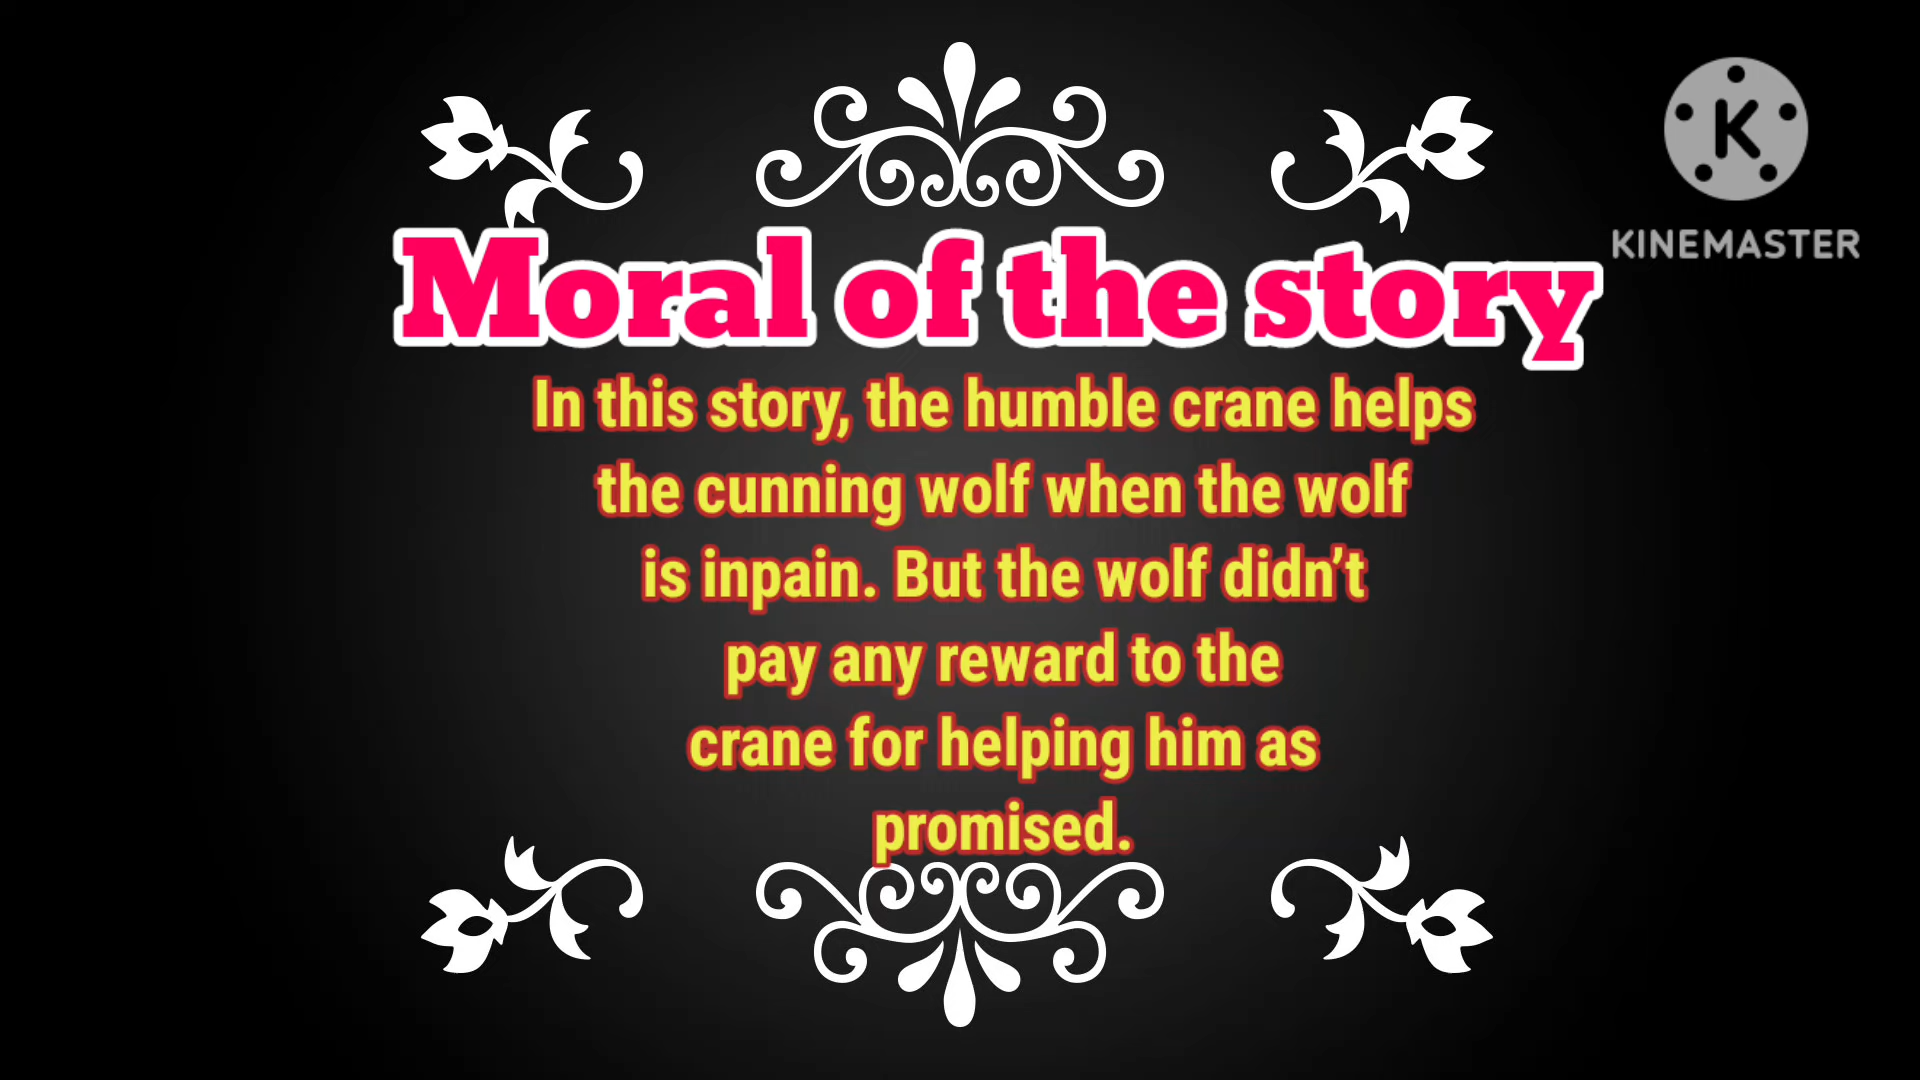 K
KINEMASTER
Moral of the story
In this story, the humble crane helps
the cunning wolf when the wolf
is inpain. But the wolf didn’t
pay any reward to the
crane for helping him as
promised.